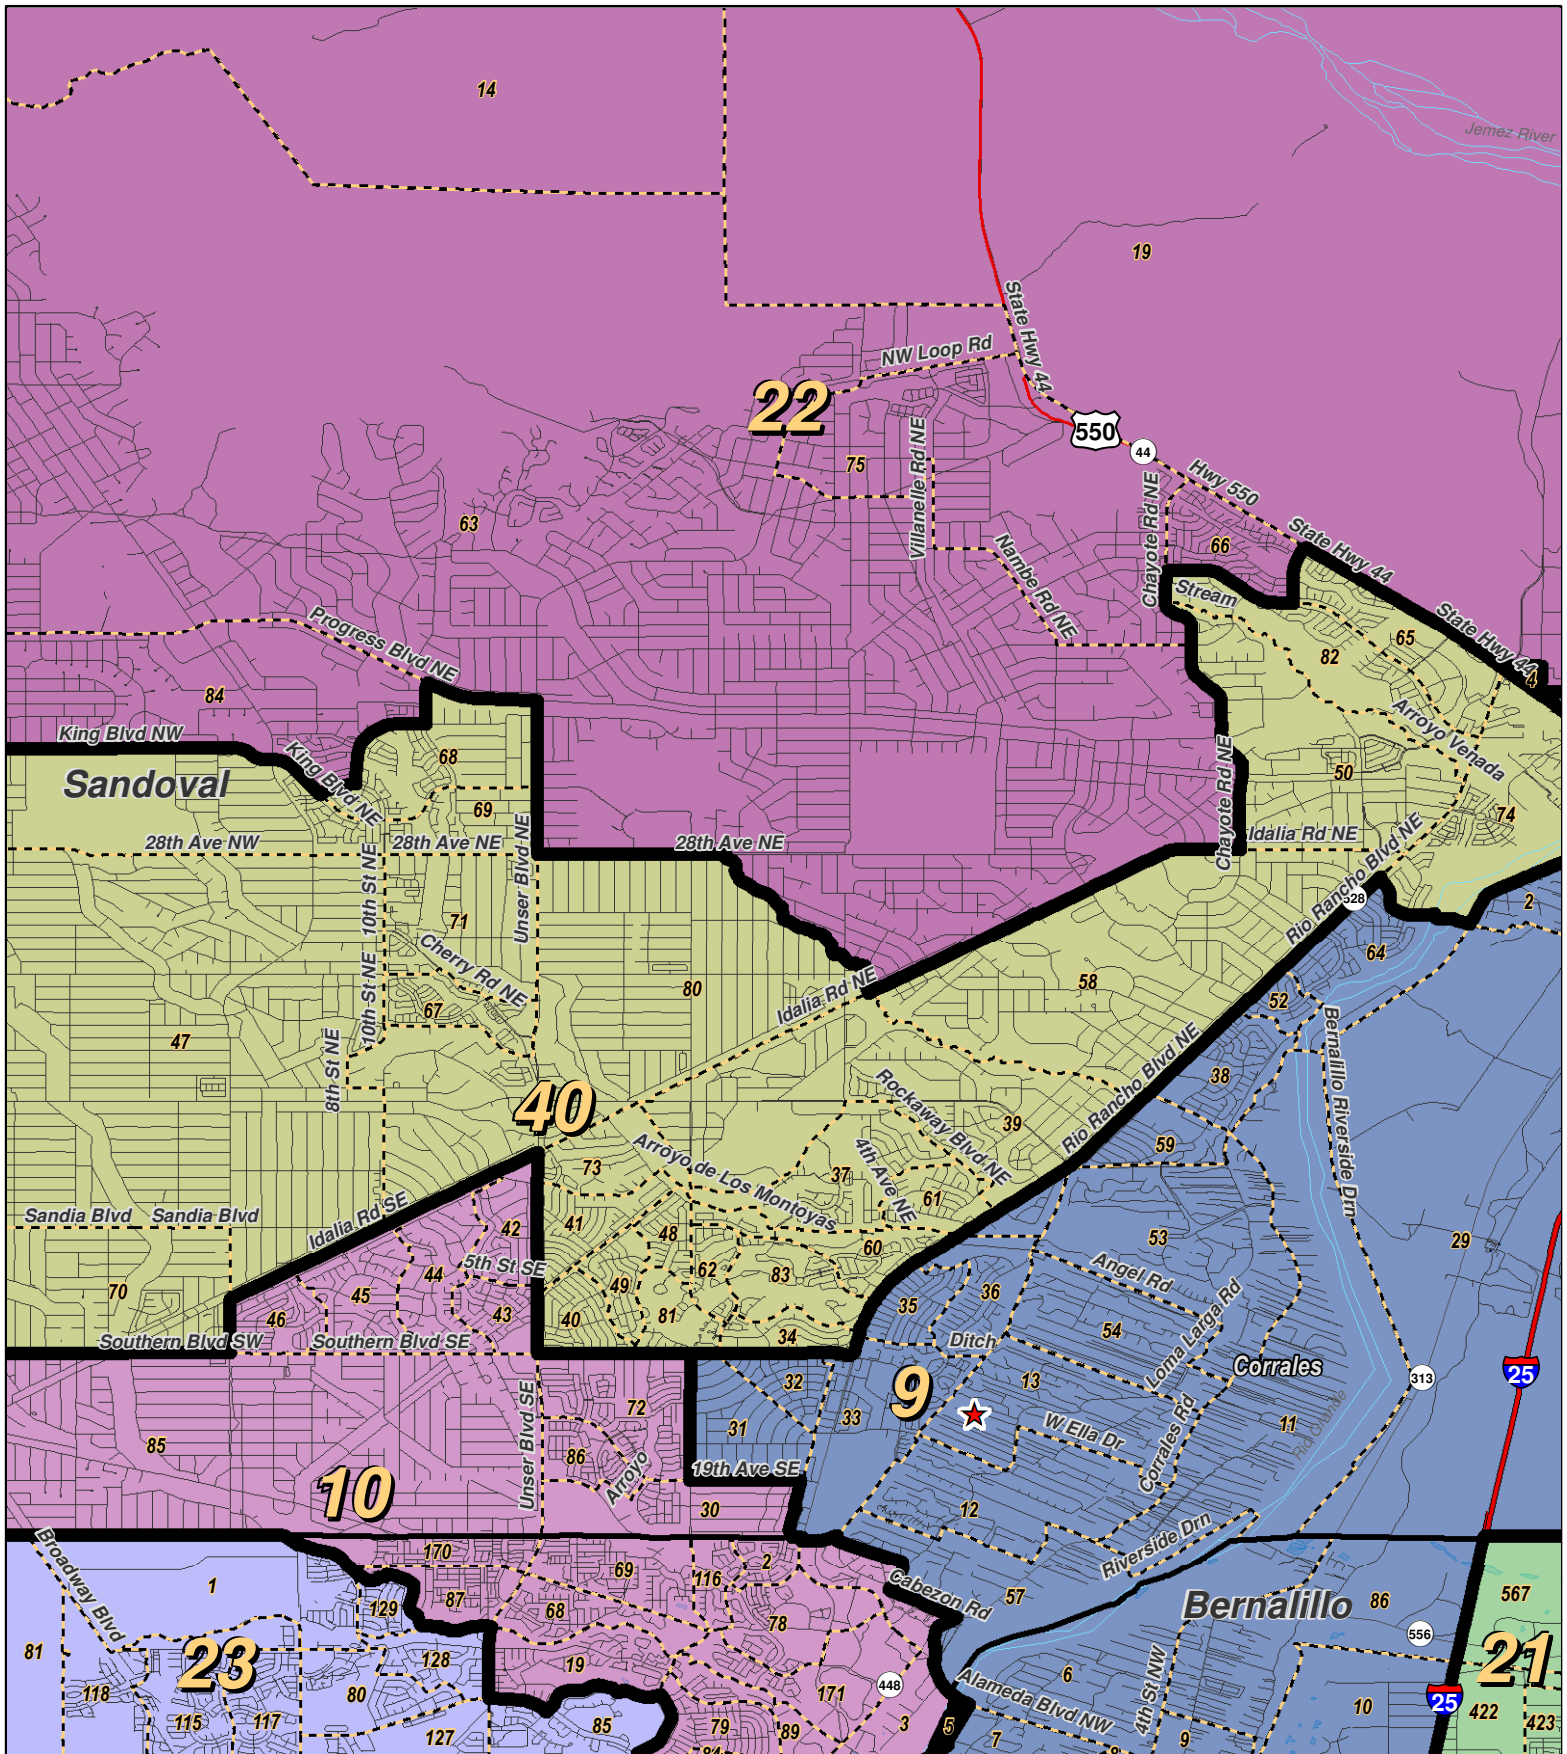 14
Jemez River
19
State Hwy 44
NW Loop Rd
22
550
44
75
Villanelle Rd NE
Hwy 550
Chayote Rd NE
63
State Hwy 44
66
Nambe Rd NE
Stream
Progress Blvd NE
State Hwy 44
65
82
4
84
Arroyo Venada
King Blvd NW
King Blvd NE
68
Chayote Rd NE
Sandoval
50
69
74
28th Ave NW
28th Ave NE
Unser Blvd NE
28th Ave NE
Idalia Rd NE
Rio Rancho Blvd NE
528
2
10th St NE
71
Cherry Rd NE
64
10th St NE
80
Idalia Rd NE
58
52
67
47
Bernalillo Riverside Drn
8th St NE
Rio Rancho Blvd NE
38
40
Rockaway Blvd NE
39
59
Arroyo de Los Montoyas
73
37
4th Ave NE
61
Sandia Blvd
Sandia Blvd
Idalia Rd SE
42
41
48
60
53
29
5th St SE
44
62
83
Angel Rd
70
45
49
36
43
46
40
81
35
Loma Larga Rd
54
34
Southern Blvd SW
Southern Blvd SE
Ditch
Corrales
25
313
9
13
32
72
33
31
W Ella Dr
Corrales Rd
11
Rio Grande
Unser Blvd SE
85
86
Arroyo
19th Ave SE
10
30
12
Riverside Drn
Broadway Blvd
170
69
2
116
1
87
Cabezon Rd
57
Bernalillo
86
567
129
68
78
556
81
23
128
21
19
6
118
80
171
448
Alameda Blvd NW
4th St NW
25
10
422
115
117
127
85
79
89
3
5
7
9
423
84
8